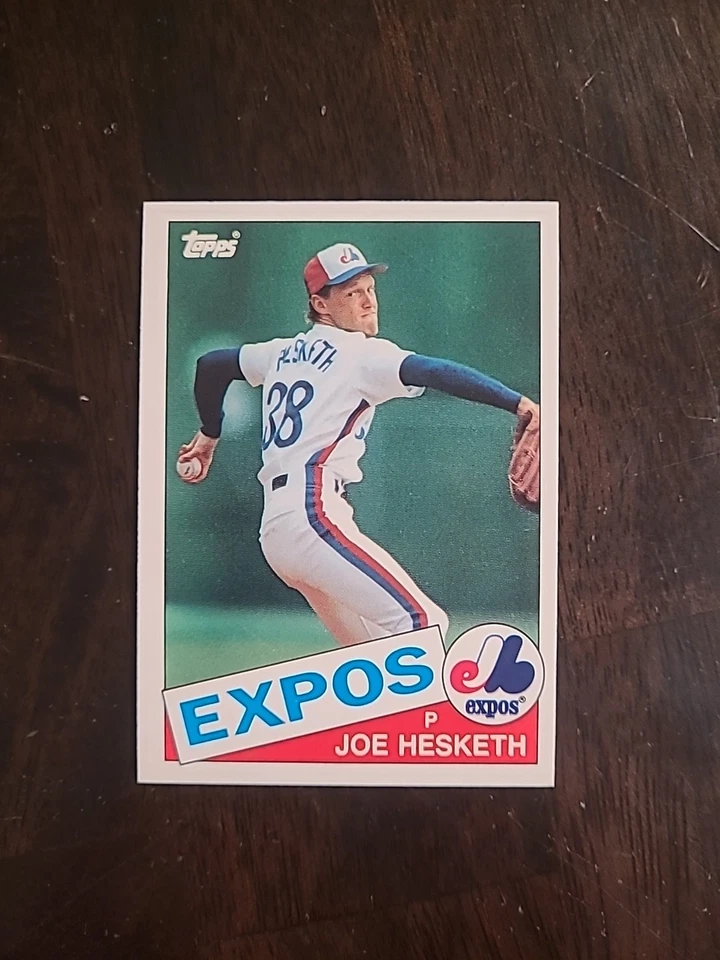 Topps®
HESKETH
38
EXPOS
expos®
P
JOE HESKETH